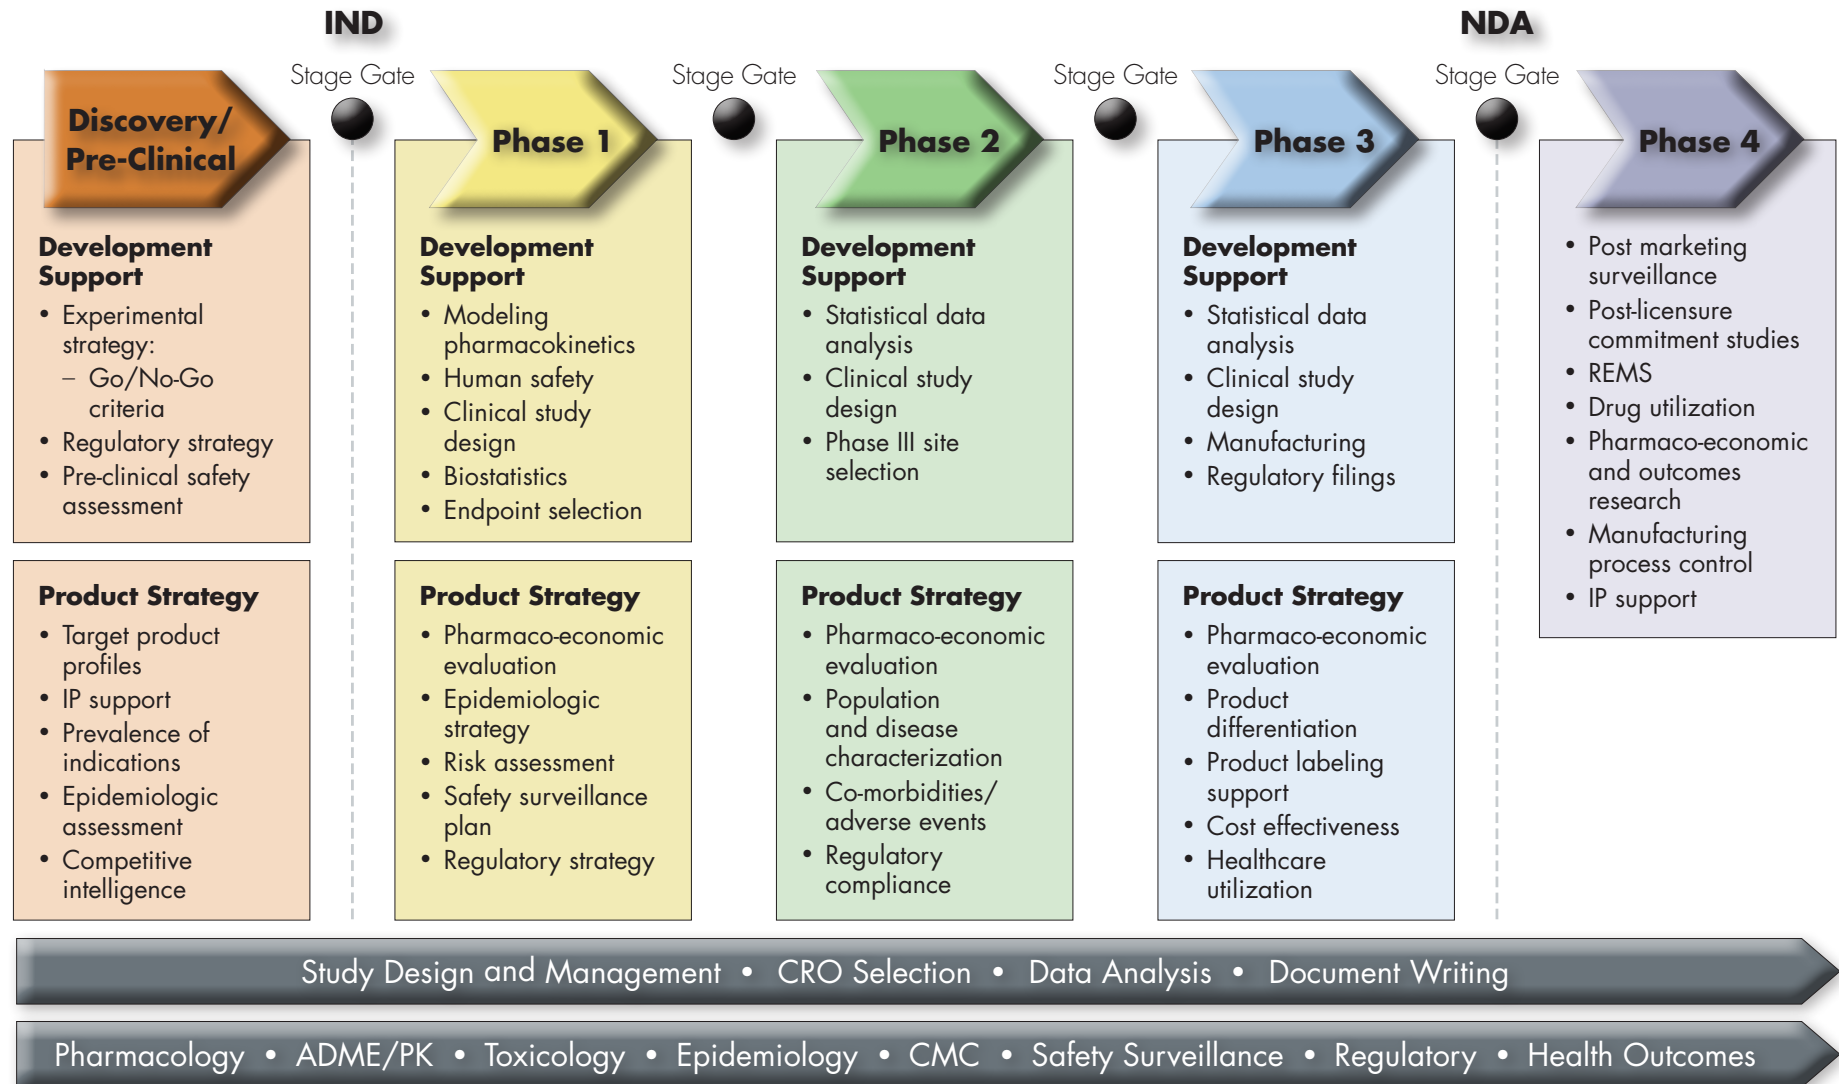 IND
NDA
Stage Gate
Stage Gate
Stage Gate
Stage Gate
Discovery/
Pre-Clinical
Development
Support
• Experimental
strategy:
– Go/No-Go
criteria
• Regulatory strategy
• Pre-clinical safety
assessment
Product Strategy
• Target product
profiles
• IP support
• Prevalence of
indications
• Epidemiologic
assessment
• Competitive
intelligence
Phase 1
Development
Support
• Modeling
pharmacokinetics
• Human safety
• Clinical study
design
• Biostatistics
• Endpoint selection
Product Strategy
• Pharmaco-economic
evaluation
• Epidemiologic
strategy
• Risk assessment
• Safety surveillance
plan
• Regulatory strategy
Phase 2
Development
Support
• Statistical data
analysis
• Clinical study
design
• Phase III site
selection
Product Strategy
• Pharmaco-economic
evaluation
• Population
and disease
characterization
• Co-morbidities/
adverse events
• Regulatory
compliance
Phase 3
Development
Support
• Statistical data
analysis
• Clinical study
design
• Manufacturing
• Regulatory filings
Product Strategy
• Pharmaco-economic
evaluation
• Product
differentiation
• Product labeling
support
• Cost effectiveness
• Healthcare
utilization
Phase 4
• Post marketing
surveillance
• Post-licensure
commitment studies
• REMS
• Drug utilization
• Pharmaco-economic
and outcomes
research
• Manufacturing
process control
• IP support
Study Design and Management • CRO Selection • Data Analysis • Document Writing
Pharmacology • ADME/PK • Toxicology • Epidemiology • CMC • Safety Surveillance • Regulatory • Health Outcomes